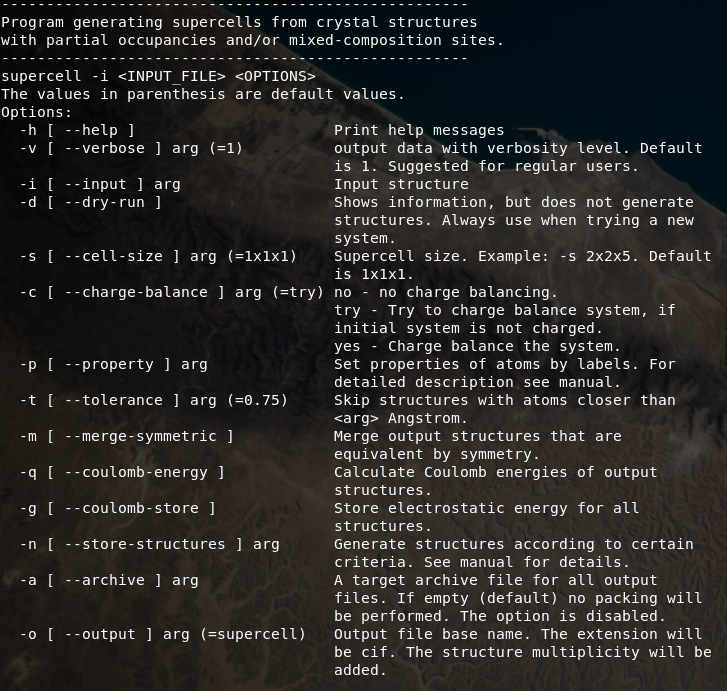 ----------------------------------------------------
Program generating supercells from crystal structures
with partial occupancies and/or mixed-composition sites.
----------------------------------------------------
supercell -i <INPUT_FILE> <OPTIONS>
The values in parenthesis are default values.
Options:
  -h [ --help ]                      Print help messages
  -v [ --verbose ] arg (=1)          output data with verbosity level. Default
                                     is 1. Suggested for regular users.
  -i [ --input ] arg                 Input structure
  -d [ --dry-run ]                   Shows information, but does not generate
                                     structures. Always use when trying a new
                                     system.
  -s [ --cell-size ] arg (=1x1x1)    Supercell size. Example: -s 2x2x5. Default
                                     is 1x1x1.
  -c [ --charge-balance ] arg (=try) no - no charge balancing.
                                     try - Try to charge balance system, if
                                     initial system is not charged.
                                     yes - Charge balance the system.
  -p [ --property ] arg              Set properties of atoms by labels. For
                                     detailed description see manual.
  -t [ --tolerance ] arg (=0.75)     Skip structures with atoms closer than
                                     <arg> Angstrom.
  -m [ --merge-symmetric ]           Merge output structures that are
                                     equivalent by symmetry.
  -q [ --coulomb-energy ]            Calculate Coulomb energies of output
                                     structures.
  -g [ --coulomb-store ]             Store electrostatic energy for all
                                     structures.
  -n [ --store-structures ] arg      Generate structures according to certain
                                     criteria. See manual for details.
  -a [ --archive ] arg               A target archive file for all output
                                     files. If empty (default) no packing will
                                     be performed. The option is disabled.
  -o [ --output ] arg (=supercell)   Output file base name. The extension will
                                     be cif. The structure multiplicity will be
                                     added.